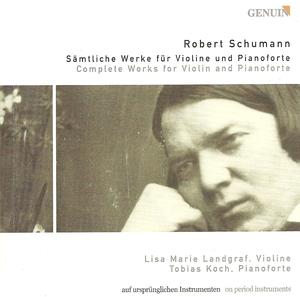 GENUIN
Robert Schumann
Sämtliche Werke für Violine und Pianoforte
Complete Works for Violin and Pianoforte
Lisa Marie Landgraf, Violine
Tobias Koch, Pianoforte
auf ursprünglichen Instrumenten on period instruments